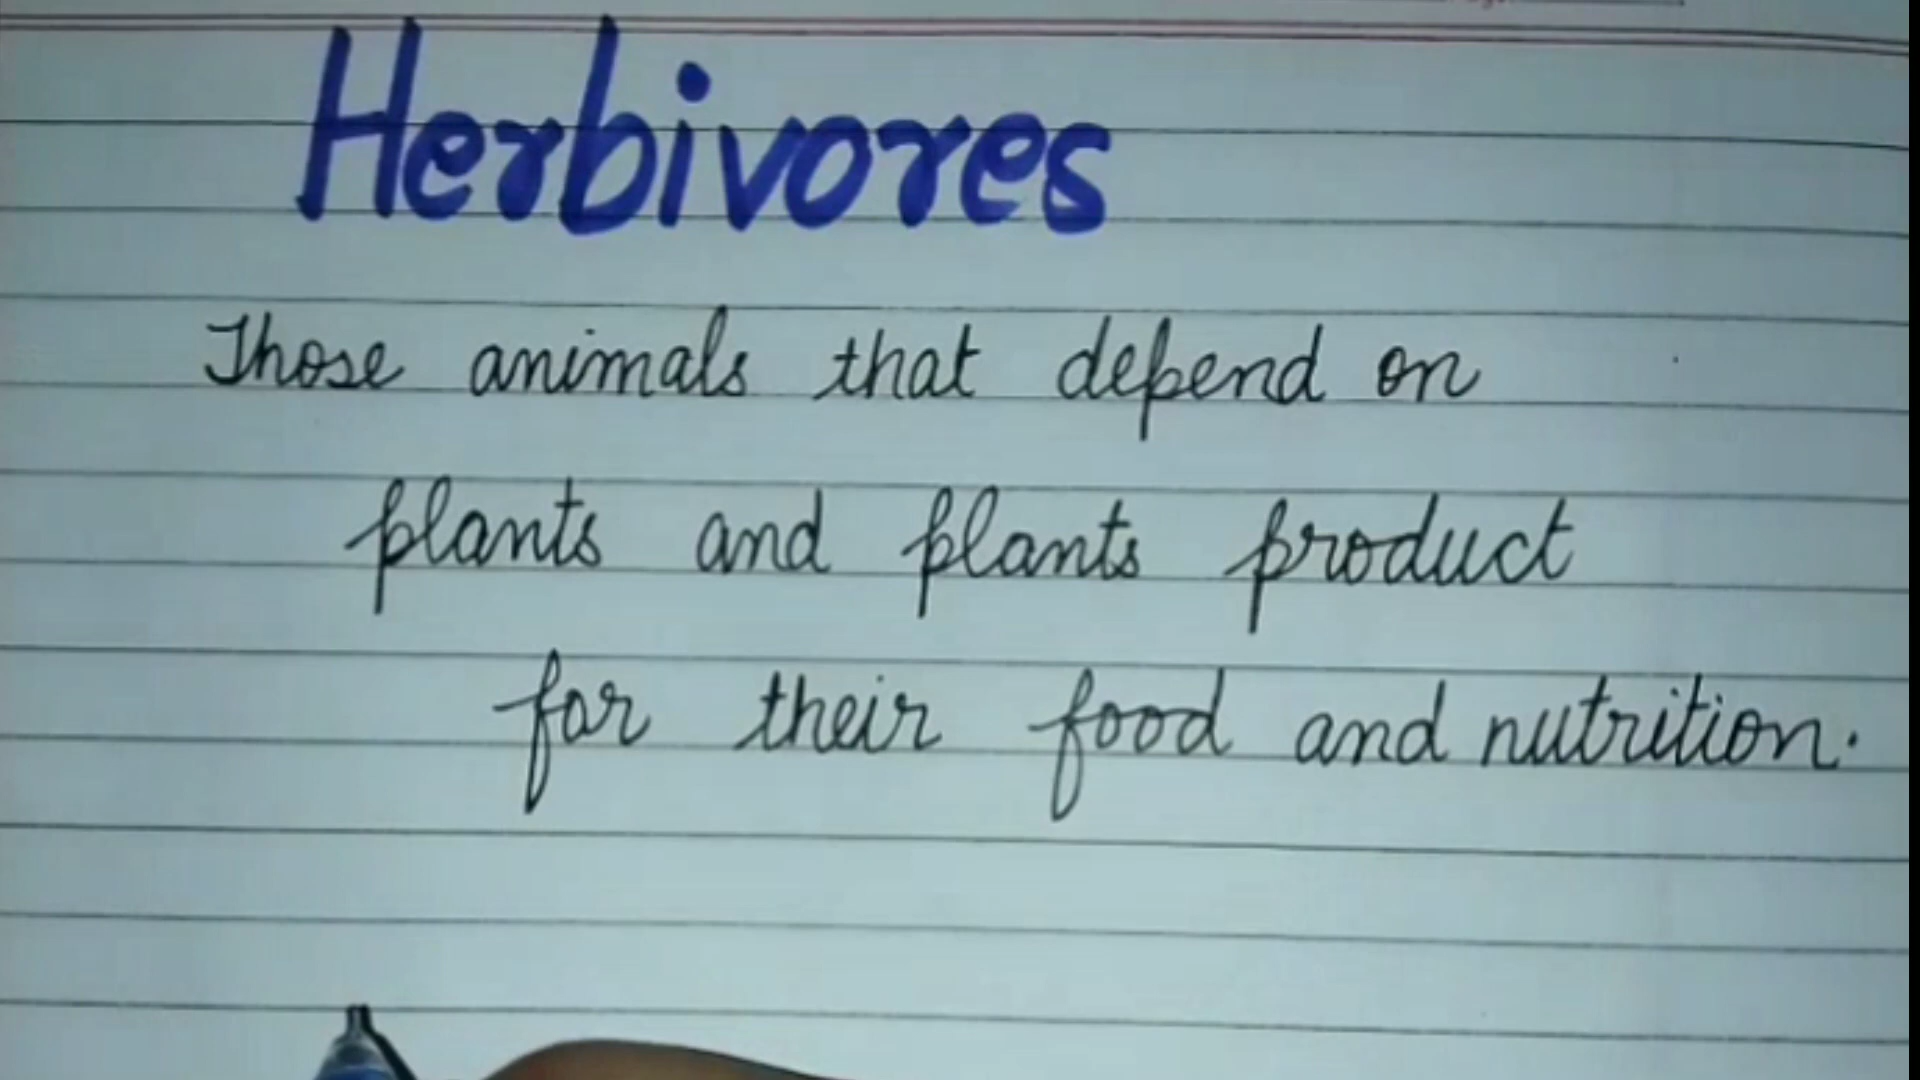 Herbivores
Those animals that depend on
plants and plants product
for their food and nutrition.